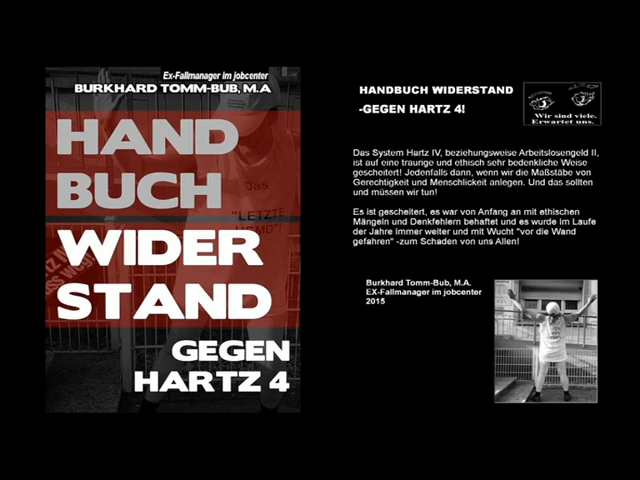 Ex-Fallmanager im jobcenter
BURKHARD TOMM-BUB, M.A
HAND
BUCH
Das
"LETZTE
HEMD"!
WIDER
STAND
GEGEN
HARTZ 4
HANDBUCH WIDERSTAND
-GEGEN HARTZ 4!
Wir sind viele.
Erwartet uns.
Das System Hartz IV, beziehungsweise Arbeitslosengeld II,
ist auf eine traurige und ethisch sehr bedenkliche Weise
gescheitert! Jedenfalls dann, wenn wir die Maßstäbe von
Gerechtigkeit und Menschlickeit anlegen. Und das sollten
und müssen wir tun!
Es ist gescheitert, es war von Anfang an mit ethischen
Mängeln und Denkfehlern behaftet und es wurde im Laufe
der Jahre immer weiter und mit Wucht "vor die Wand
gefahren" -zum Schaden von uns Allen!
Burkhard Tomm-Bub, M.A.
EX-Fallmanager im jobcenter
2015